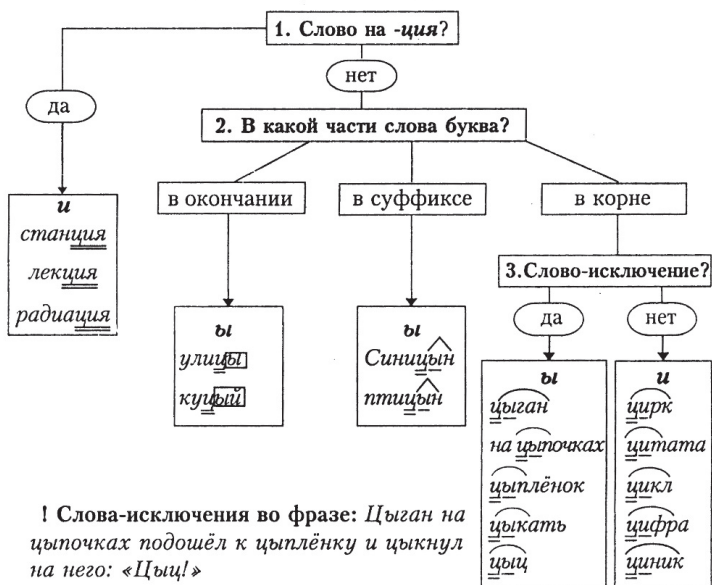 1. Слово на -ция?
нет
да
2. В какой части слова буква?
в окончании
в суффиксе
в корне
и
станция
лекция
радиация
3.Слово-исключение?
да
нет
ы
улицы
куцый
ы
Синицын
птицын
ы
цыган
на цыпочках
цыплёнок
цыкать
цыц
и
цирк
цитата
цикл
цифра
циник
! Слова-исключения во фразе: Цыган на
цыпочках подошёл к цыплёнку и цыкнул
на него: «Цыц!»